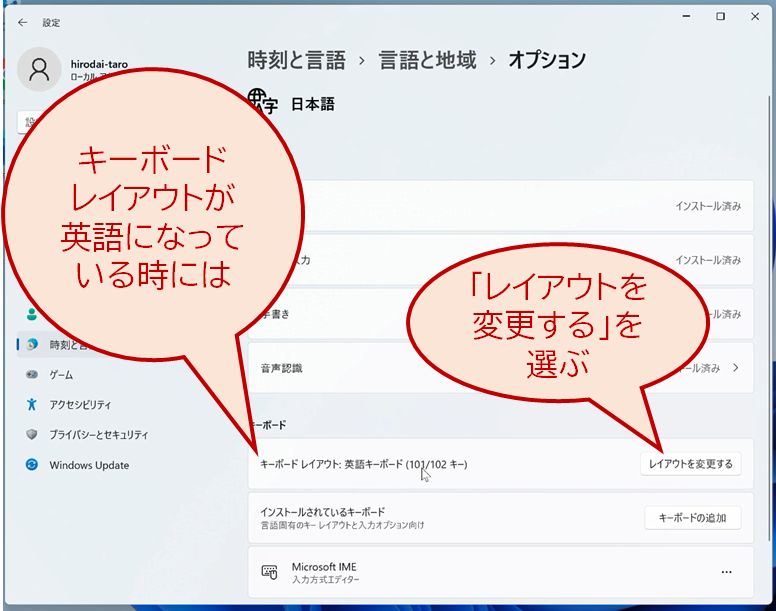 設定
hirodai-taro
ローカル
時刻と言語 › 言語と地域 › オプション
日本語
キーボード
レイアウトが
英語になって
いる時には
インストール済み
入力
インストール済み
手書き
ール済み
音声認識
ール済み
「レイアウトを
変更する」を
選ぶ
時刻と言
ゲーム
アクセシビリティ
プライバシーとセキュリティ
Windows Update
キーボード
キーボード レイアウト: 英語キーボード (101/102 キー)
レイアウトを変更する
インストールされているキーボード
言語固有のキー レイアウトと入力オプション向け
キーボードの追加
Microsoft IME
入力方式エディター